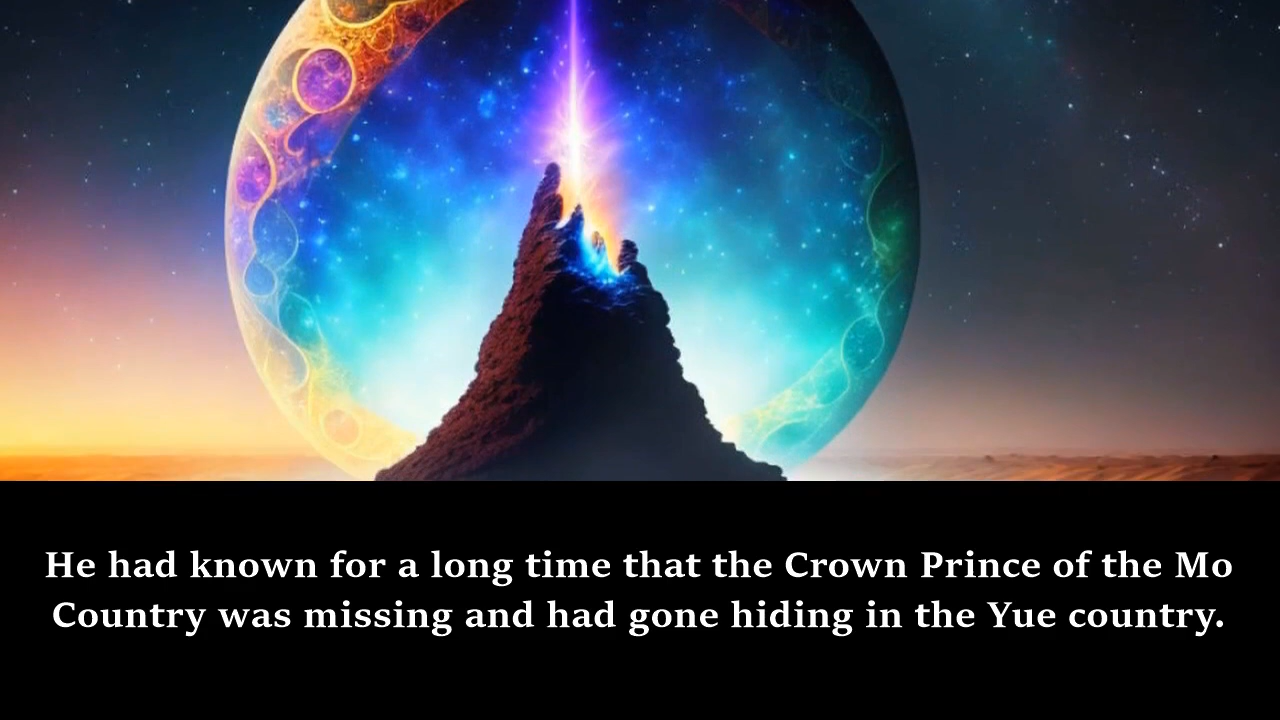 He had known for a long time that the Crown Prince of the Mo
Country was missing and had gone hiding in the Yue country.